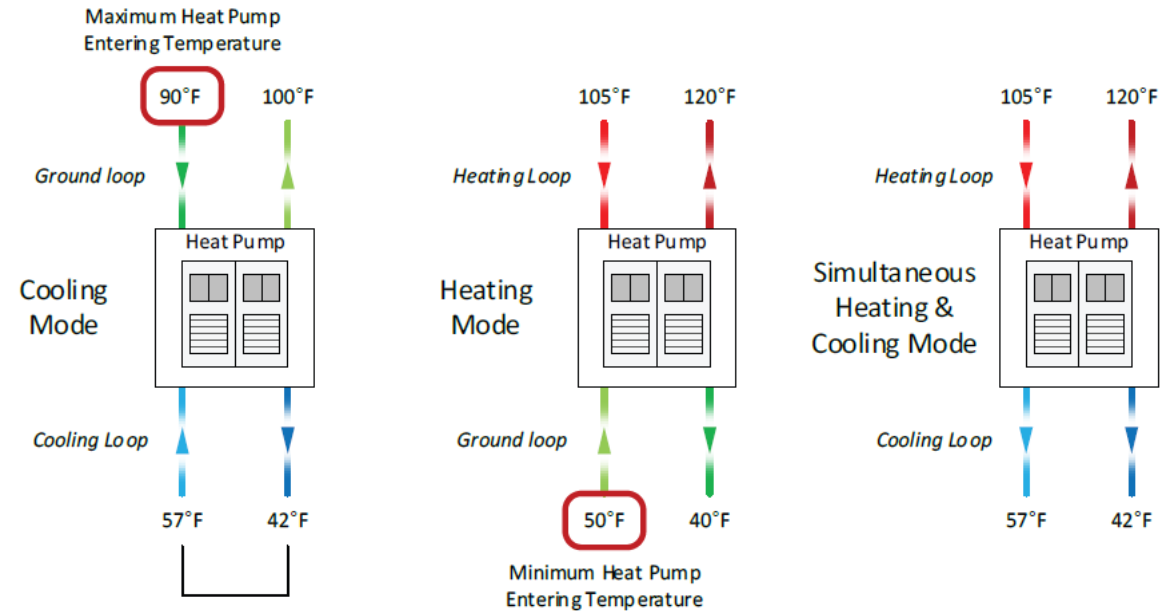 Maximum Heat Pump
Entering Temperature
90°F
100°F
Ground loop
Heat Pump
Cooling
Mode
Cooling Loop
57°F
42°F
105°F
120°F
Heating Loop
Heat Pump
Heating
Mode
Ground loop
50°F
40°F
Minimum Heat Pump
Entering Temperature
105°F
120°F
Heating Loop
Heat Pump
Simultaneous
Heating &
Cooling Mode
Cooling Loop
57°F
42°F